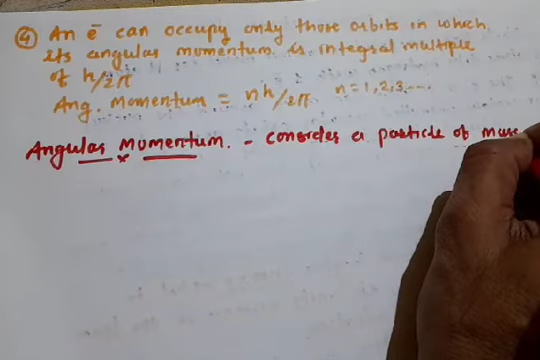 ④ An ē can occupy only those orbits in which
its angular momentum is integral multiple
of h/2π
Ang. Momentum = nh/2π n=1,2,3....
Angular Momentum. - consider a particle of mass